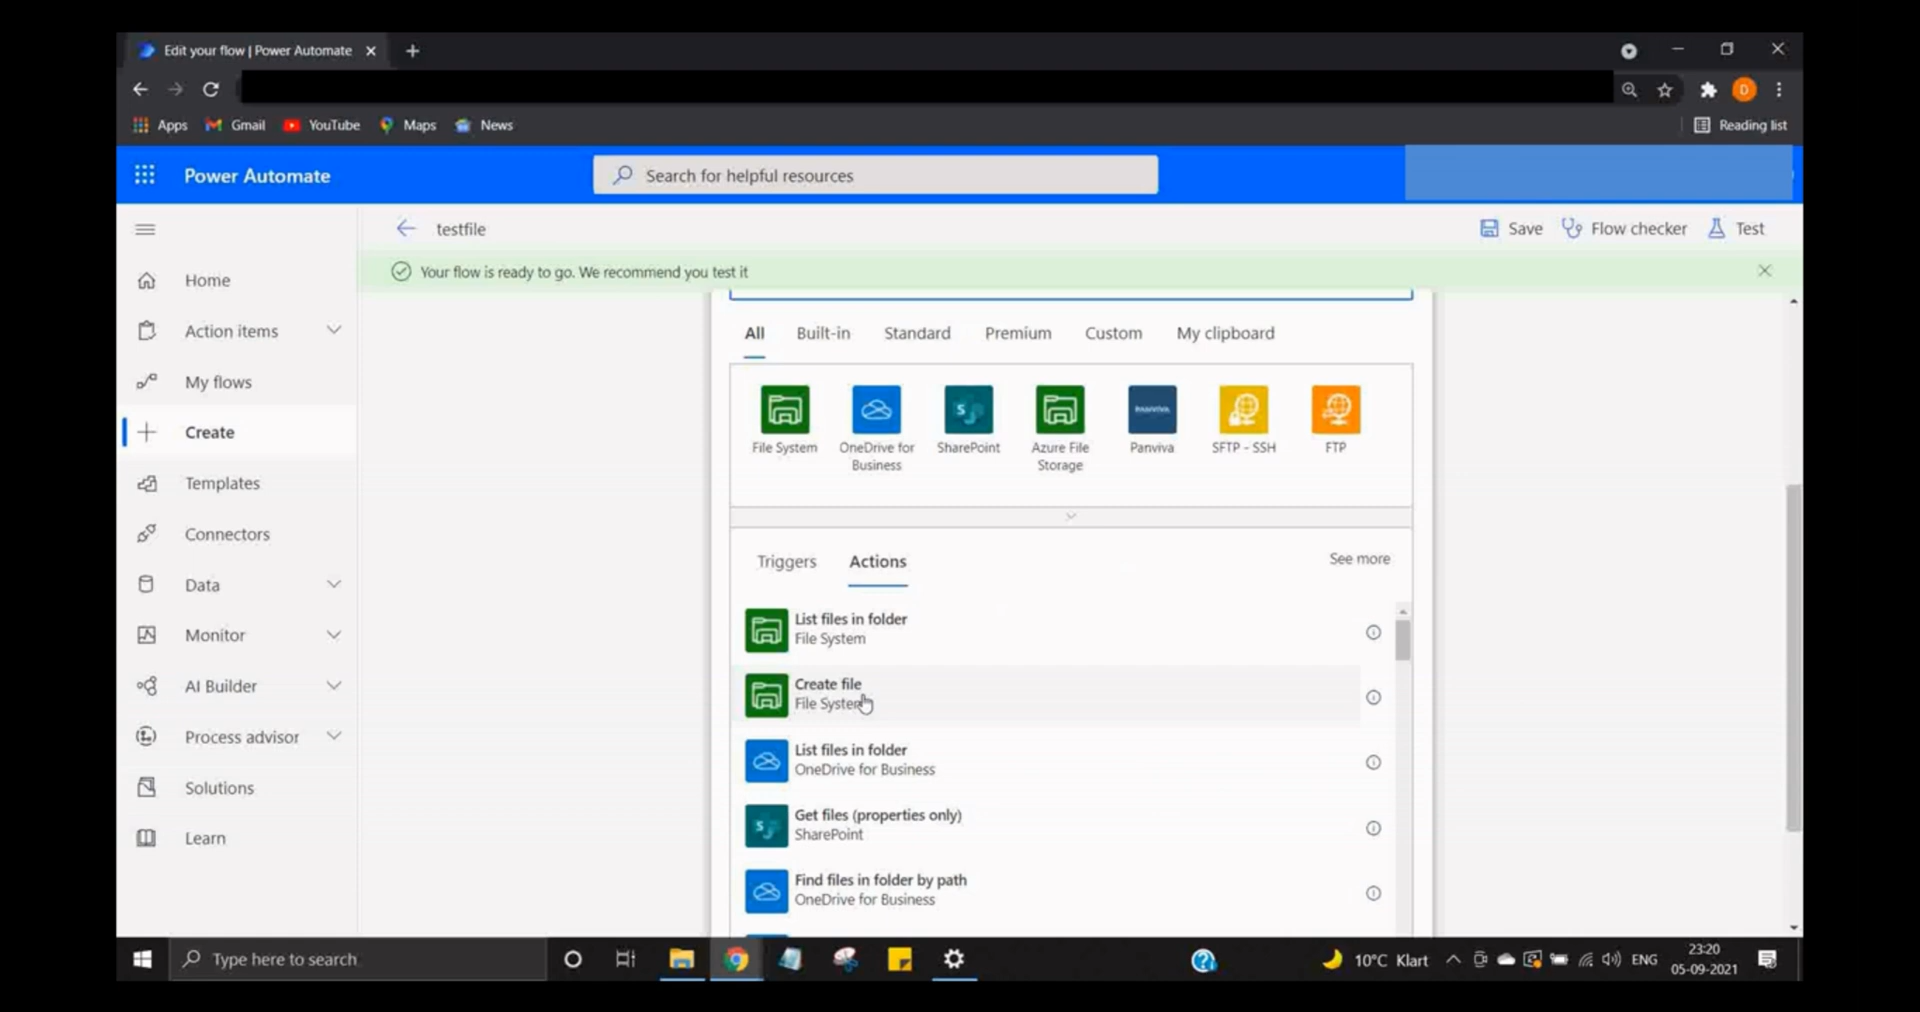 Edit your flow | Power Automate
Apps
Gmail
YouTube
Maps
News
D
Reading list
Power Automate
Search for helpful resources
testfile
Save
Flow checker
Test
Your flow is ready to go. We recommend you test it
Home
Action items
My flows
Create
Templates
Connectors
Data
Monitor
AI Builder
Process advisor
Solutions
Learn
All
Built-in
Standard
Premium
Custom
My clipboard
File System
OneDrive for
Business
SharePoint
Azure File
Storage
Panviva
SFTP - SSH
FTP
Triggers
Actions
See more
List files in folder
File System
Create file
File System
List files in folder
OneDrive for Business
Get files (properties only)
SharePoint
Find files in folder by path
OneDrive for Business
Type here to search
10°C Klart
ENG
23:20
05-09-2021